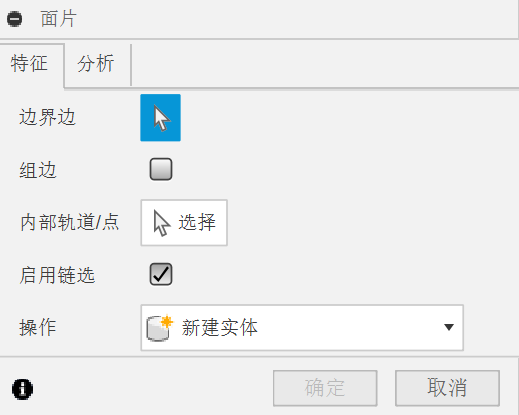 面片
特征 分析
边界边
组边
内部轨道/点 选择
启用链选
操作 新建实体
确定 取消